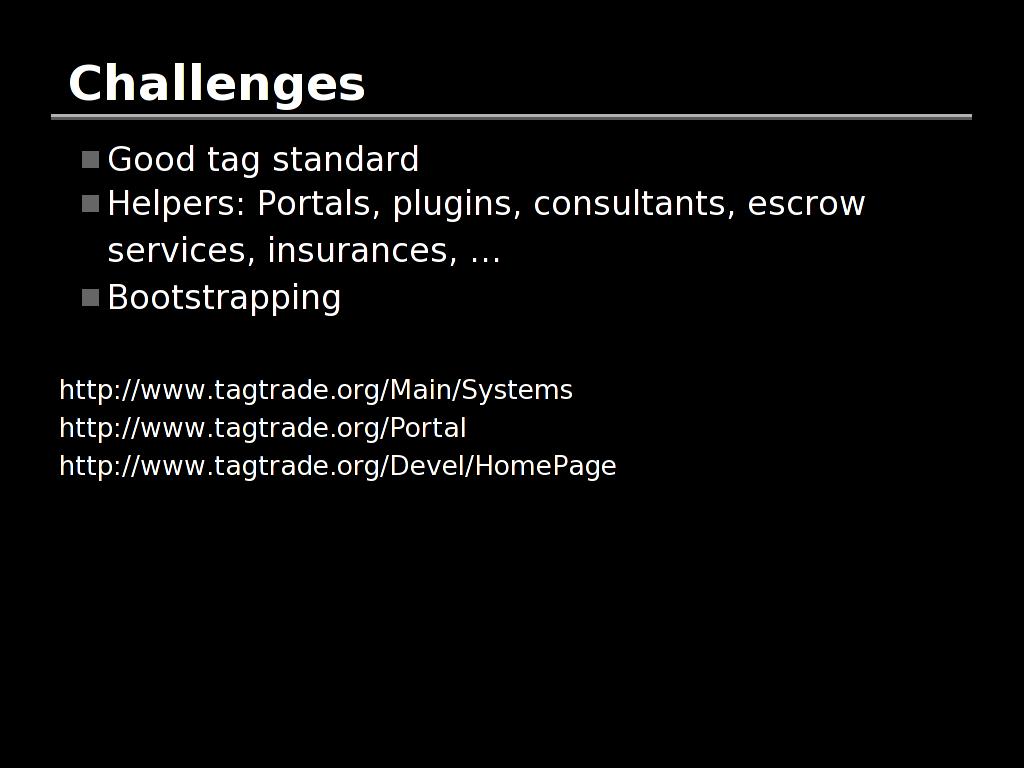 Challenges
Good tag standard
Helpers: Portals, plugins, consultants, escrow
services, insurances, ...
Bootstrapping
http://www.tagtrade.org/Main/Systems
http://www.tagtrade.org/Portal
http://www.tagtrade.org/Devel/HomePage